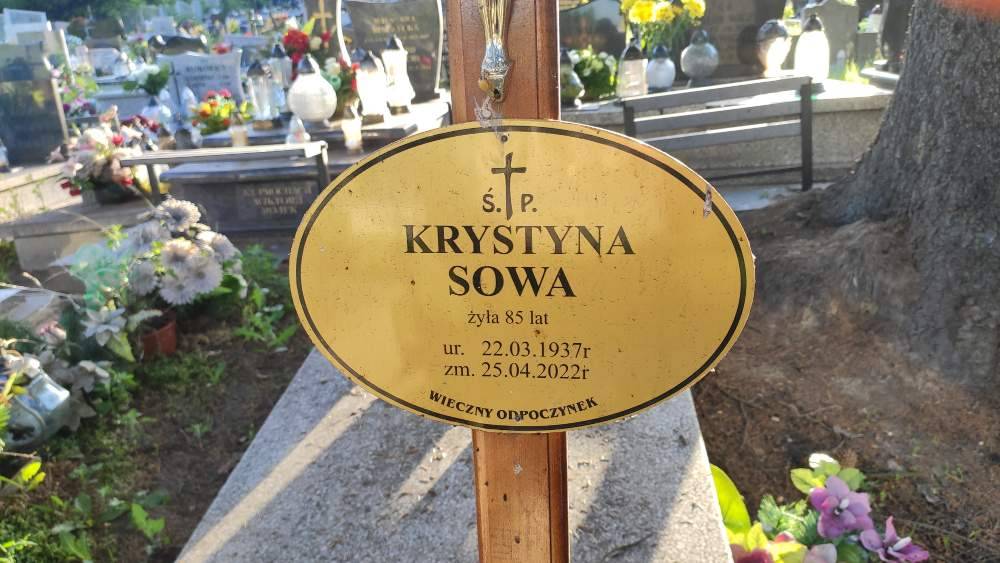 Ś. P.
KRYSTYNA
SOWA
żyła 85 lat
ur. 22.03.1937r
zm. 25.04.2022r
WIECZNY ODPOCZYNEK